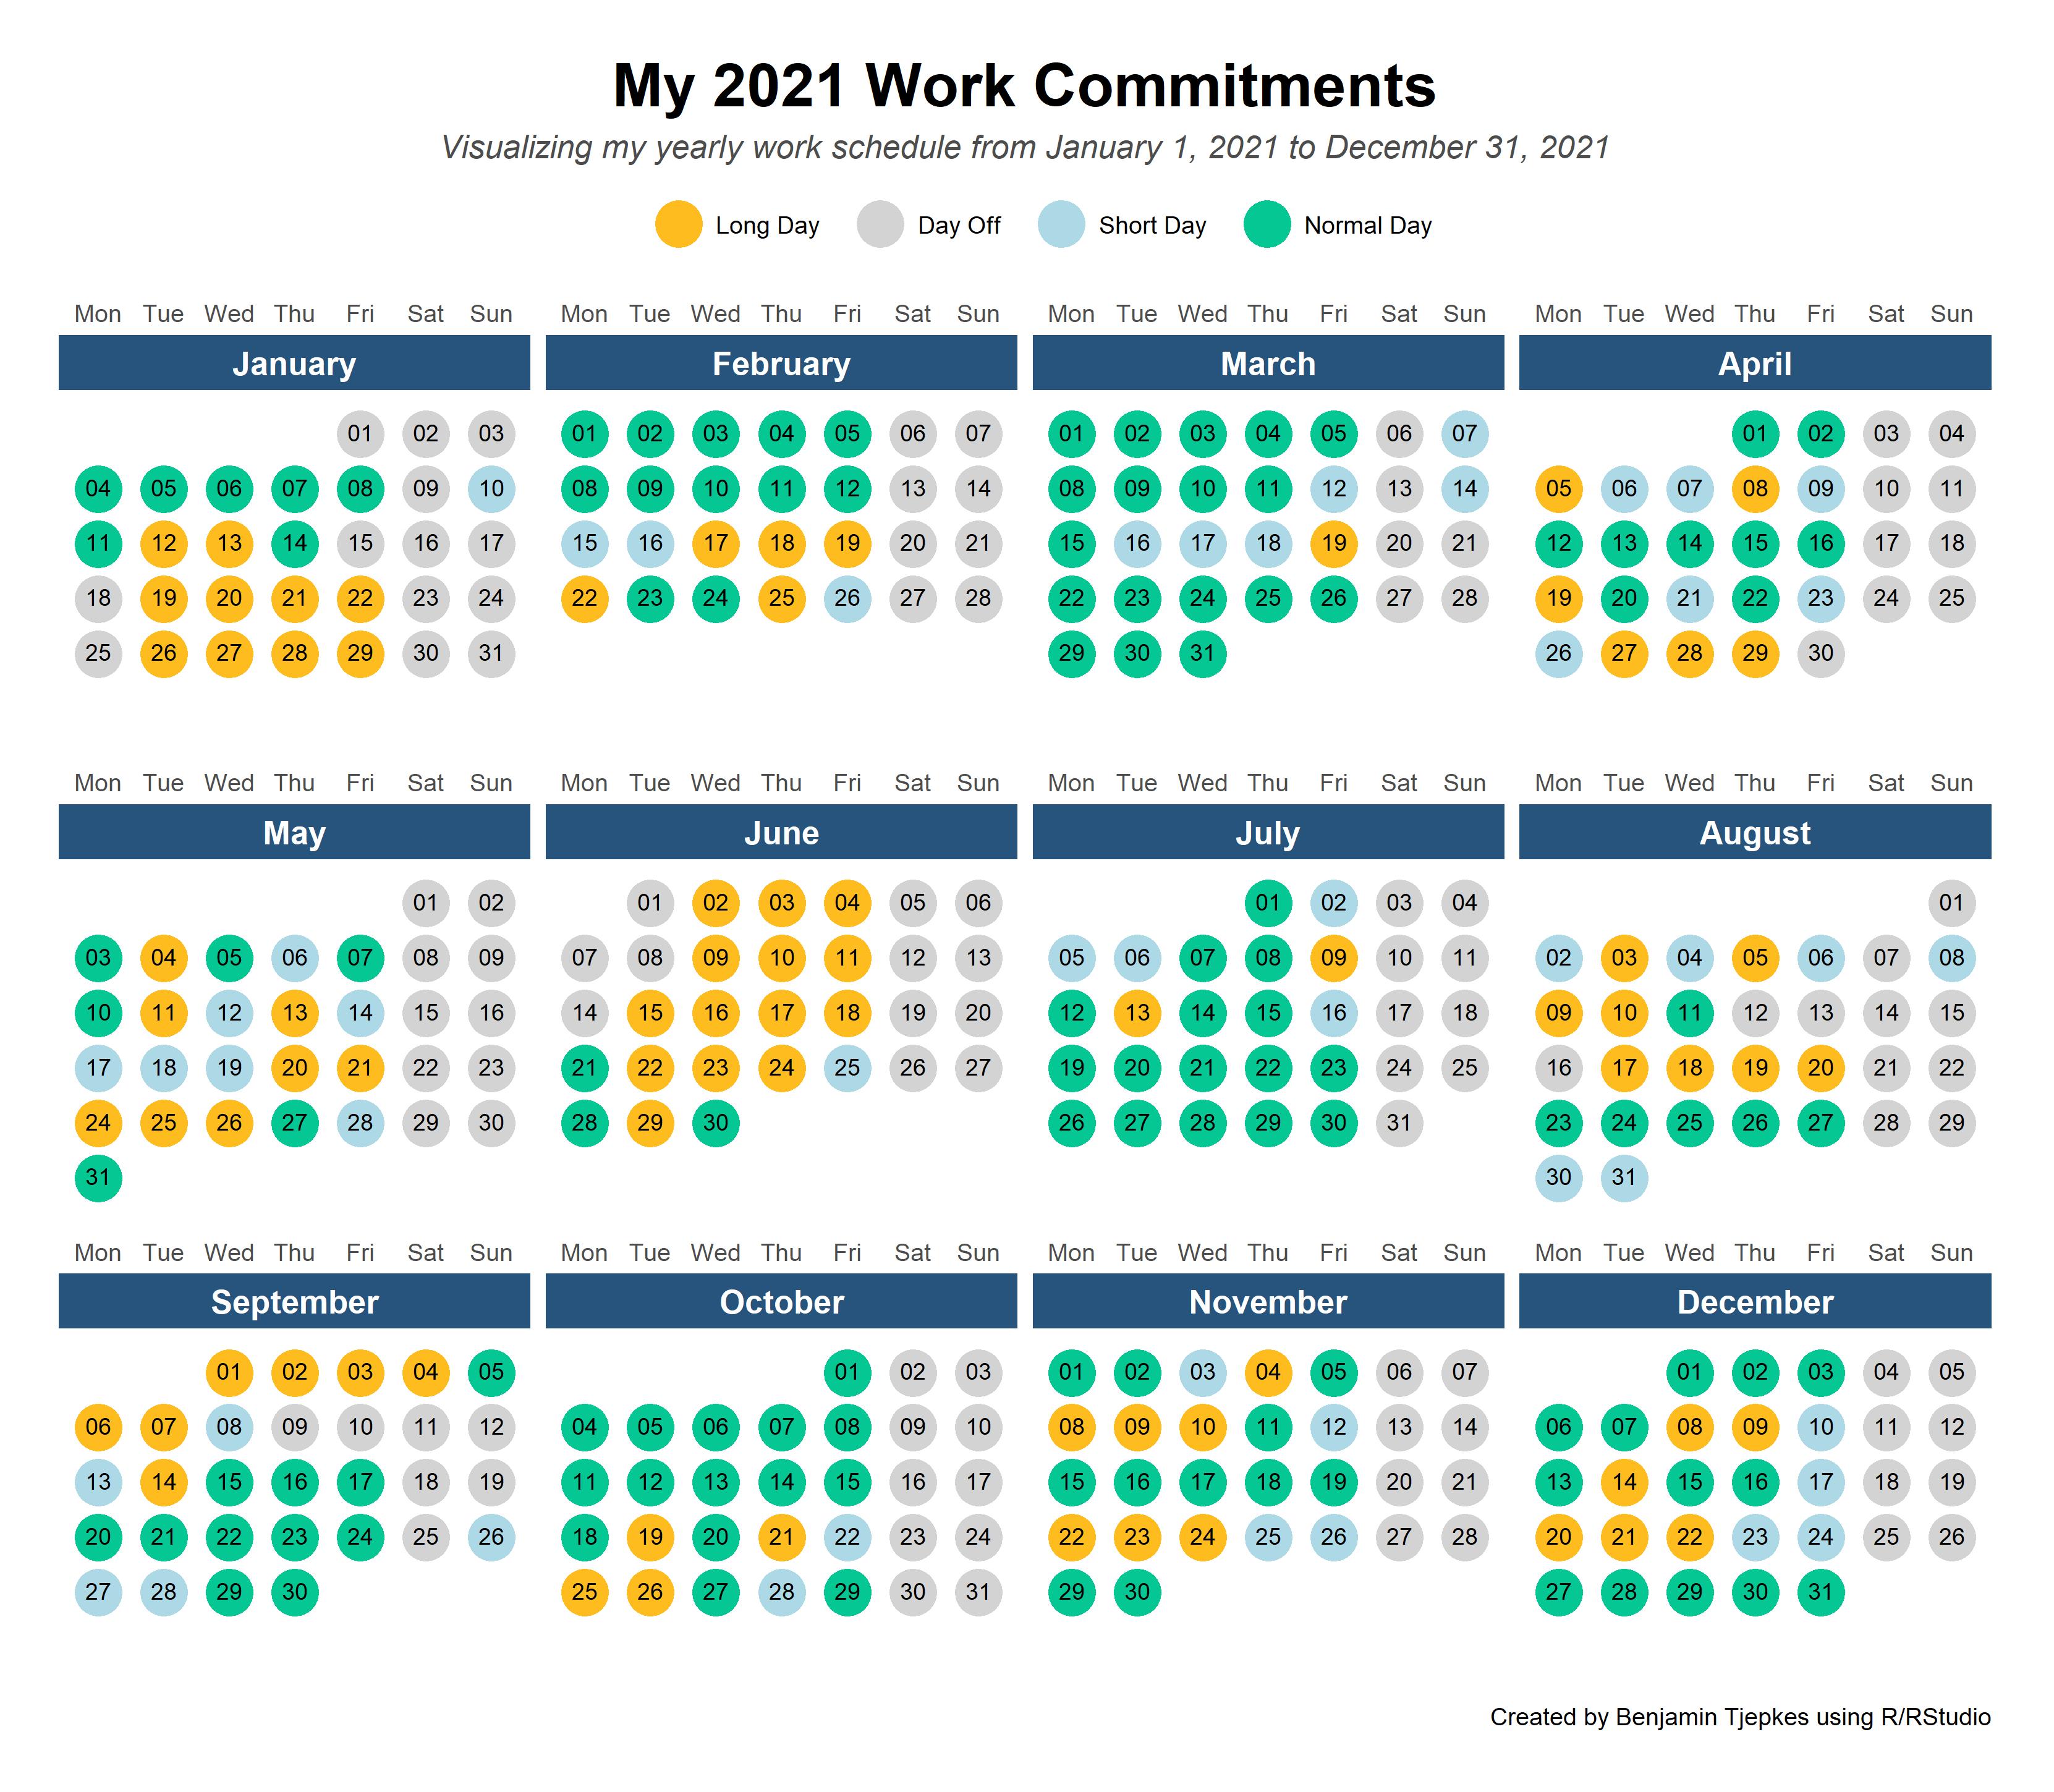 My 2021 Work Commitments
Visualizing my yearly work schedule from January 1, 2021 to December 31, 2021
Long Day Day Off Short Day Normal Day
Mon Tue Wed Thu Fri Sat Sun Mon Tue Wed Thu Fri Sat Sun Mon Tue Wed Thu Fri Sat Sun Mon Tue Wed Thu Fri Sat Sun
January February March April
01 02 03 01 02 03 04 05 06 07 01 02 03 04 05 06 07 01 02 03 04
04 05 06 07 08 09 10 08 09 10 11 12 13 14 08 09 10 11 12 13 14 05 06 07 08 09 10 11
11 12 13 14 15 16 17 15 16 17 18 19 20 21 15 16 17 18 19 20 21 12 13 14 15 16 17 18
18 19 20 21 22 23 24 22 23 24 25 26 27 28 22 23 24 25 26 27 28 19 20 21 22 23 24 25
25 26 27 28 29 30 31 29 30 31 26 27 28 29 30
Mon Tue Wed Thu Fri Sat Sun Mon Tue Wed Thu Fri Sat Sun Mon Tue Wed Thu Fri Sat Sun Mon Tue Wed Thu Fri Sat Sun
May June July August
01 02 01 02 03 04 05 06 01 02 03 04 01
03 04 05 06 07 08 09 07 08 09 10 11 12 13 05 06 07 08 09 10 11 02 03 04 05 06 07 08
10 11 12 13 14 15 16 14 15 16 17 18 19 20 12 13 14 15 16 17 18 09 10 11 12 13 14 15
17 18 19 20 21 22 23 21 22 23 24 25 26 27 19 20 21 22 23 24 25 16 17 18 19 20 21 22
24 25 26 27 28 29 30 28 29 30 26 27 28 29 30 31 23 24 25 26 27 28 29
31 30 31
Mon Tue Wed Thu Fri Sat Sun Mon Tue Wed Thu Fri Sat Sun Mon Tue Wed Thu Fri Sat Sun Mon Tue Wed Thu Fri Sat Sun
September October November December
01 02 03 04 05 01 02 03 01 02 03 04 05 06 07 01 02 03 04 05
06 07 08 09 10 11 12 04 05 06 07 08 09 10 08 09 10 11 12 13 14 06 07 08 09 10 11 12
13 14 15 16 17 18 19 11 12 13 14 15 16 17 15 16 17 18 19 20 21 13 14 15 16 17 18 19
20 21 22 23 24 25 26 18 19 20 21 22 23 24 22 23 24 25 26 27 28 20 21 22 23 24 25 26
27 28 29 30 25 26 27 28 29 30 31 29 30 27 28 29 30 31
Created by Benjamin Tjepkes using R/RStudio